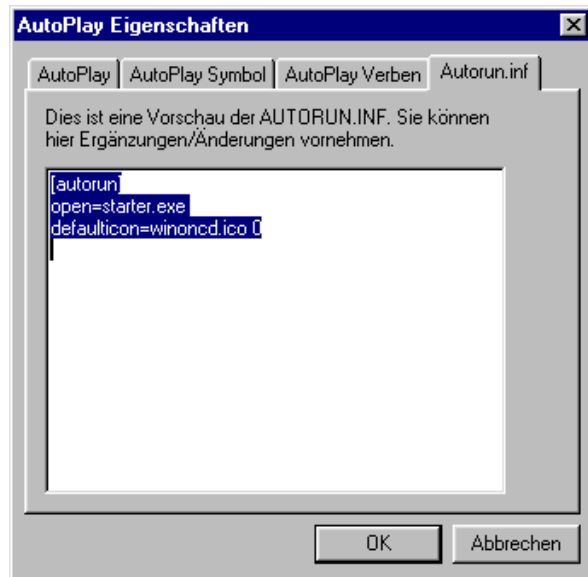 AutoPlay Eigenschaften
AutoPlay AutoPlay Symbol AutoPlay Verben Autorun.inf
Dies ist eine Vorschau der AUTORUN.INF. Sie können
hier Ergänzungen/Änderungen vornehmen.
[autorun]
open=starter.exe
defaulticon=winoncd.ico 0
OK Abbrechen